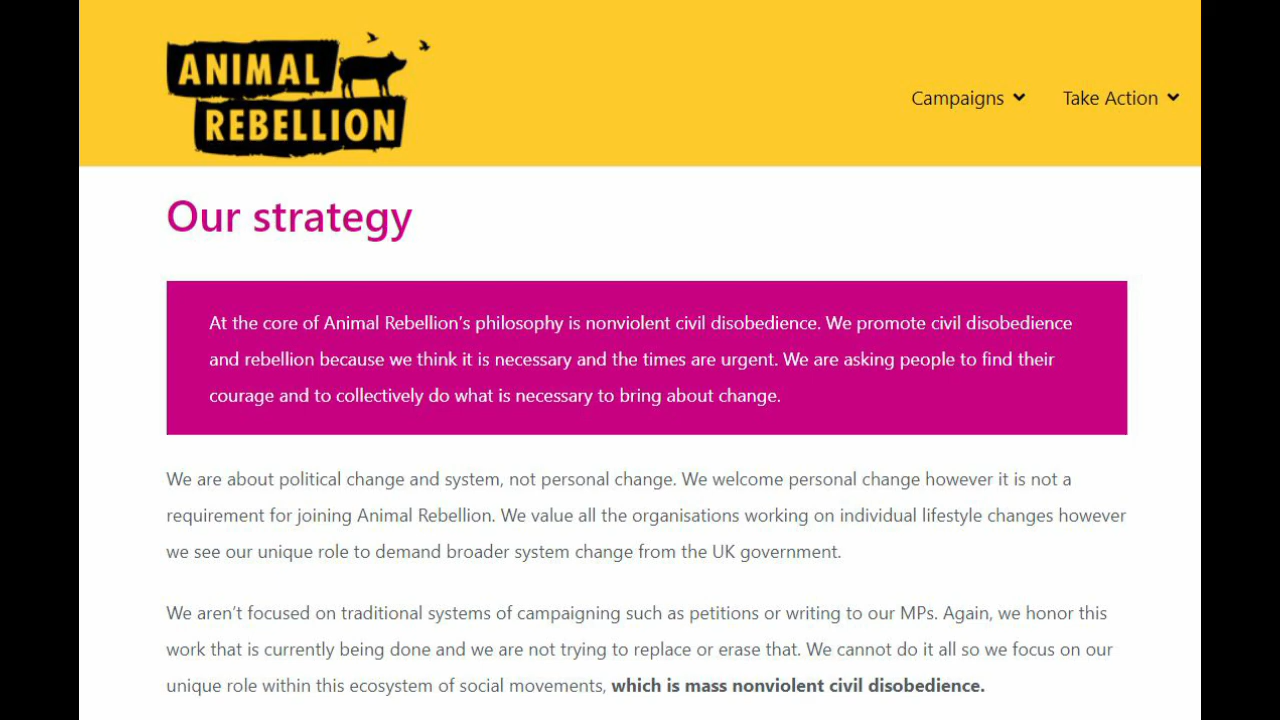 ANIMAL
REBELLION
Campaigns
Take Action
Our strategy
At the core of Animal Rebellion’s philosophy is nonviolent civil disobedience. We promote civil disobedience
and rebellion because we think it is necessary and the times are urgent. We are asking people to find their
courage and to collectively do what is necessary to bring about change.
We are about political change and system, not personal change. We welcome personal change however it is not a
requirement for joining Animal Rebellion. We value all the organisations working on individual lifestyle changes however
we see our unique role to demand broader system change from the UK government.
We aren’t focused on traditional systems of campaigning such as petitions or writing to our MPs. Again, we honor this
work that is currently being done and we are not trying to replace or erase that. We cannot do it all so we focus on our
unique role within this ecosystem of social movements, which is mass nonviolent civil disobedience.